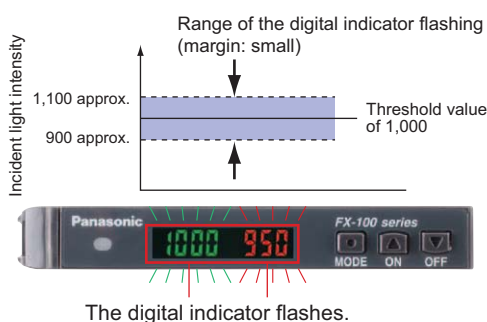 Range of the digital indicator flashing
(margin: small)
Incident light intensity
1,100 approx.
Threshold value
of 1,000
900 approx.
Panasonic
FX-100 series
1000 950
MODE ON OFF
The digital indicator flashes.